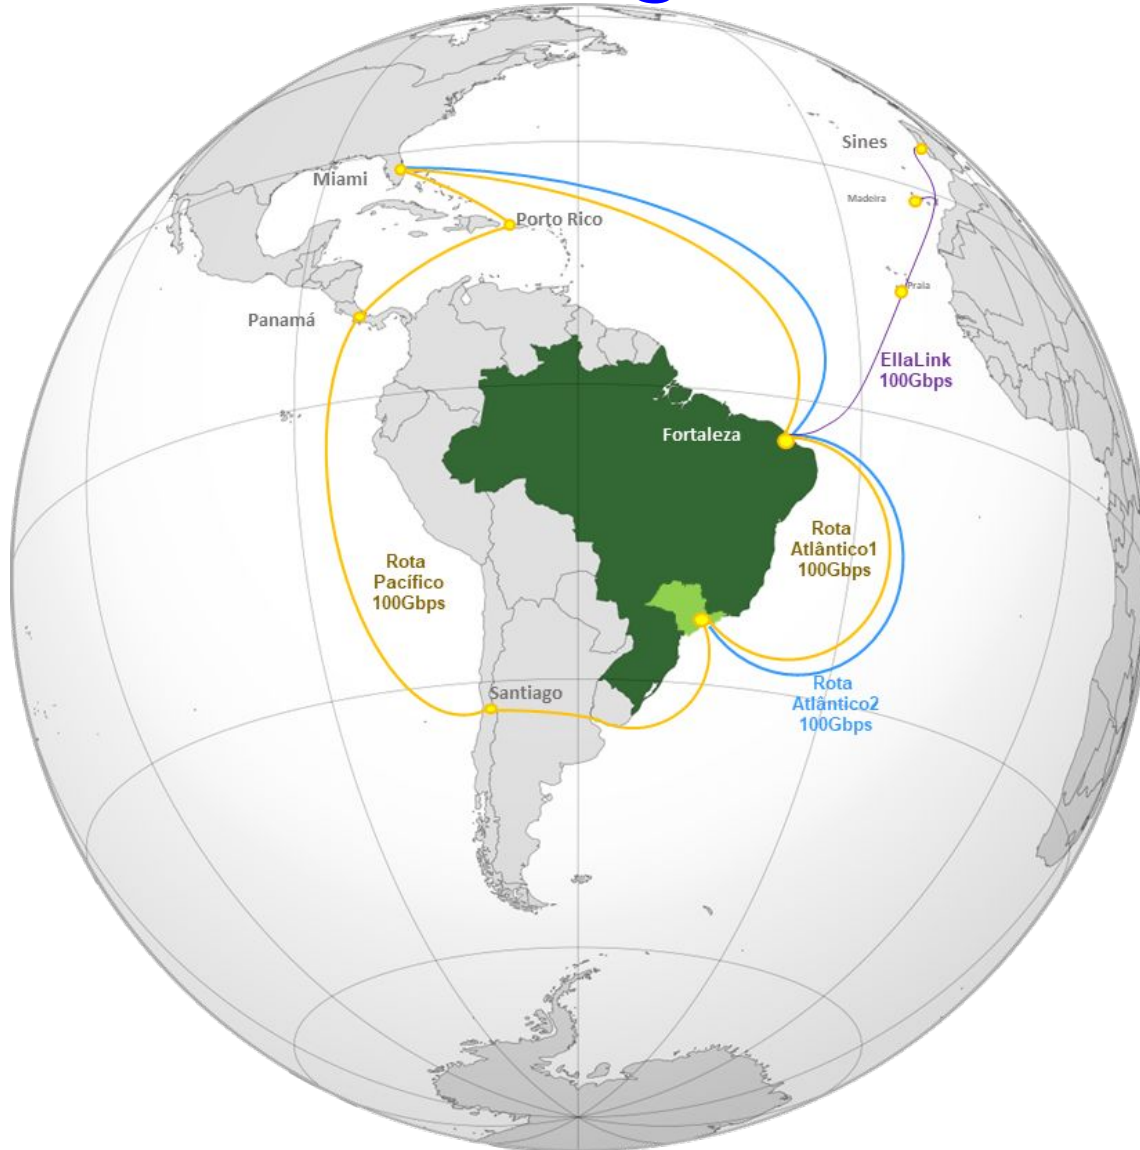 Sines
Miami
Madeira
Porto Rico
Praia
Panamá
EllaLink
100Gbps
Fortaleza
Rota
Atlântico1
100Gbps
Rota
Pacífico
100Gbps
Santiago
Rota
Atlântico2
100Gbps